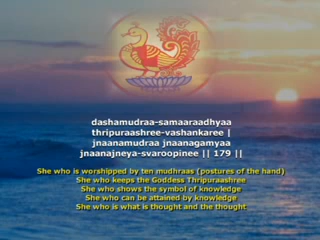 dashamudraa-samaaraadhyaa
thripuraashree-vashankaree |
jnaanamudraa jnaanagamyaa
jnaanajneya-svaroopinee || 179 ||
She who is worshipped by ten mudhraas (postures of the hand)
She who keeps the Goddess Thripuraashree
She who shows the symbol of knowledge
She who can be attained by knowledge
She who is what is thought and the thought